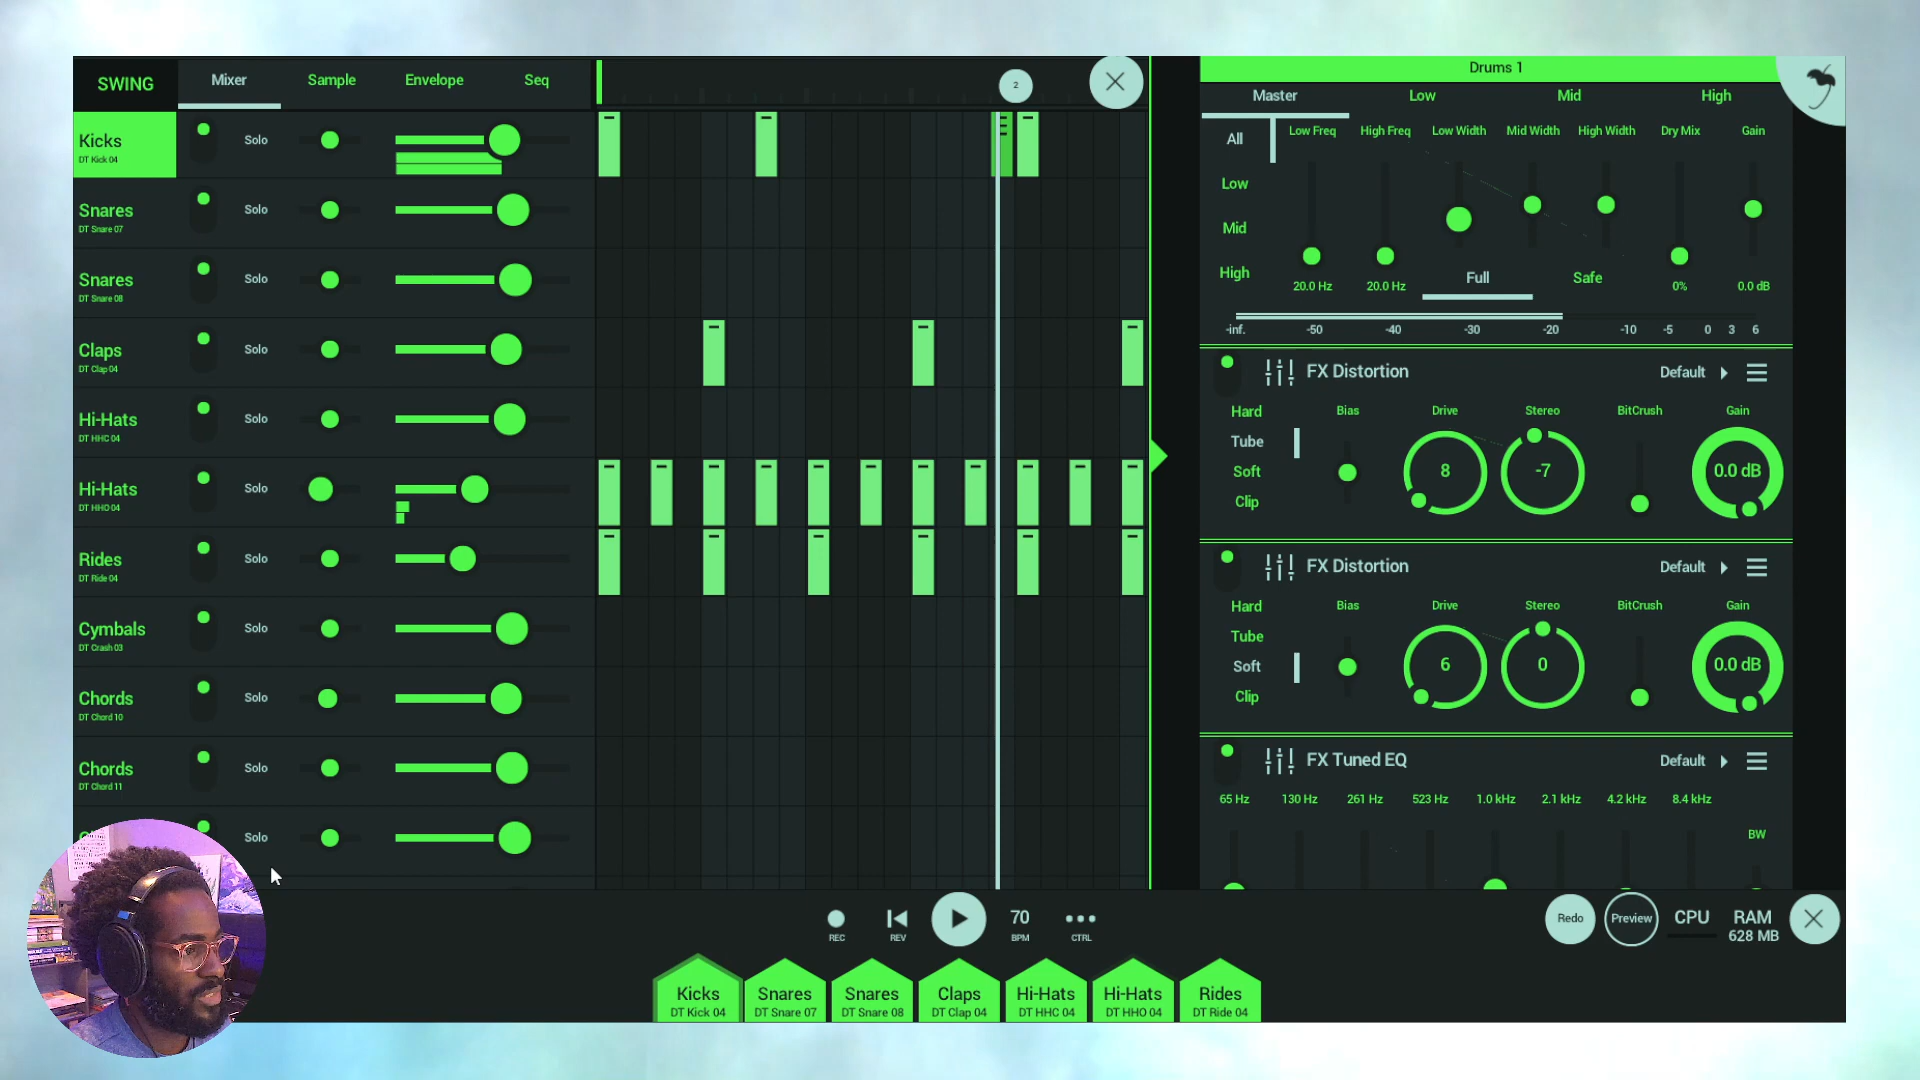 SWING
Mixer
Sample
Envelope
Seq
2
Drums 1
Master
Low
Mid
High
Kicks
DT Kick 04
Solo
Snares
DT Snare 07
Solo
Snares
DT Snare 08
Solo
Claps
DT Clap 04
Solo
Hi-Hats
DT HHC 04
Solo
Hi-Hats
DT HHO 04
Solo
Rides
DT Ride 04
Solo
Cymbals
DT Crash 03
Solo
Chords
DT Chord 10
Solo
Chords
DT Chord 11
Solo
Solo
All
Low
Mid
High
Low Freq
High Freq
Low Width
Mid Width
High Width
Dry Mix
Gain
20.0 Hz
20.0 Hz
Full
Safe
0%
0.0 dB
-inf. -50 -40 -30 -20 -10 -5 0 3 6
FX Distortion
Default
Hard
Tube
Soft
Clip
Bias
Drive
Stereo
BitCrush
Gain
8
-7
0.0 dB
FX Distortion
Default
Hard
Tube
Soft
Clip
Bias
Drive
Stereo
BitCrush
Gain
6
0
0.0 dB
FX Tuned EQ
Default
65 Hz
130 Hz
261 Hz
523 Hz
1.0 kHz
2.1 kHz
4.2 kHz
8.4 kHz
BW
REC
REV
70
BPM
CTRL
Redo
Preview
CPU
RAM
628 MB
Kicks
DT Kick 04
Snares
DT Snare 07
Snares
DT Snare 08
Claps
DT Clap 04
Hi-Hats
DT HHC 04
Hi-Hats
DT HHO 04
Rides
DT Ride 04